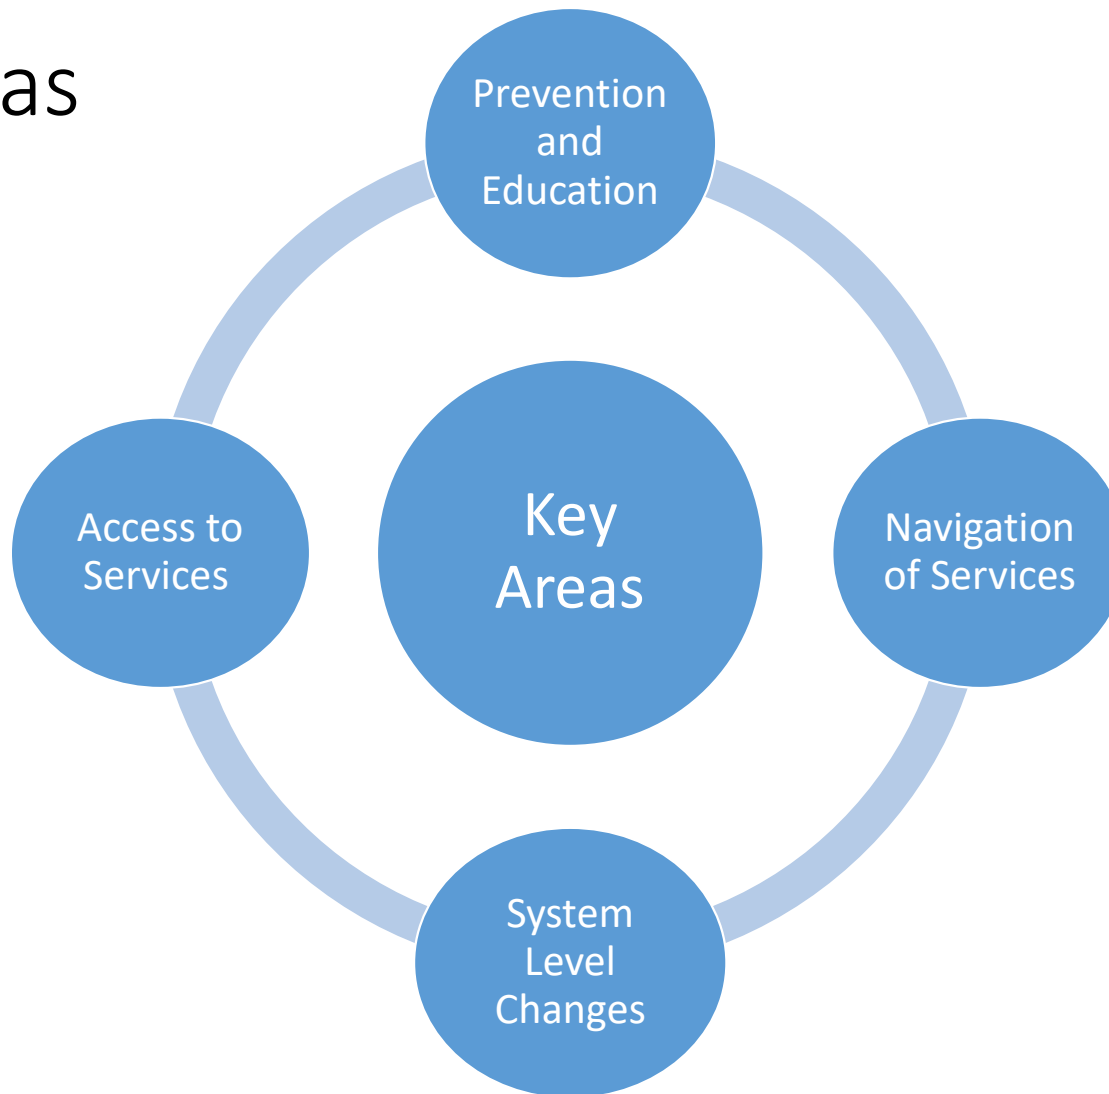 as
Prevention
and
Education
Access to
Services
Key
Areas
Navigation
of Services
System
Level
Changes